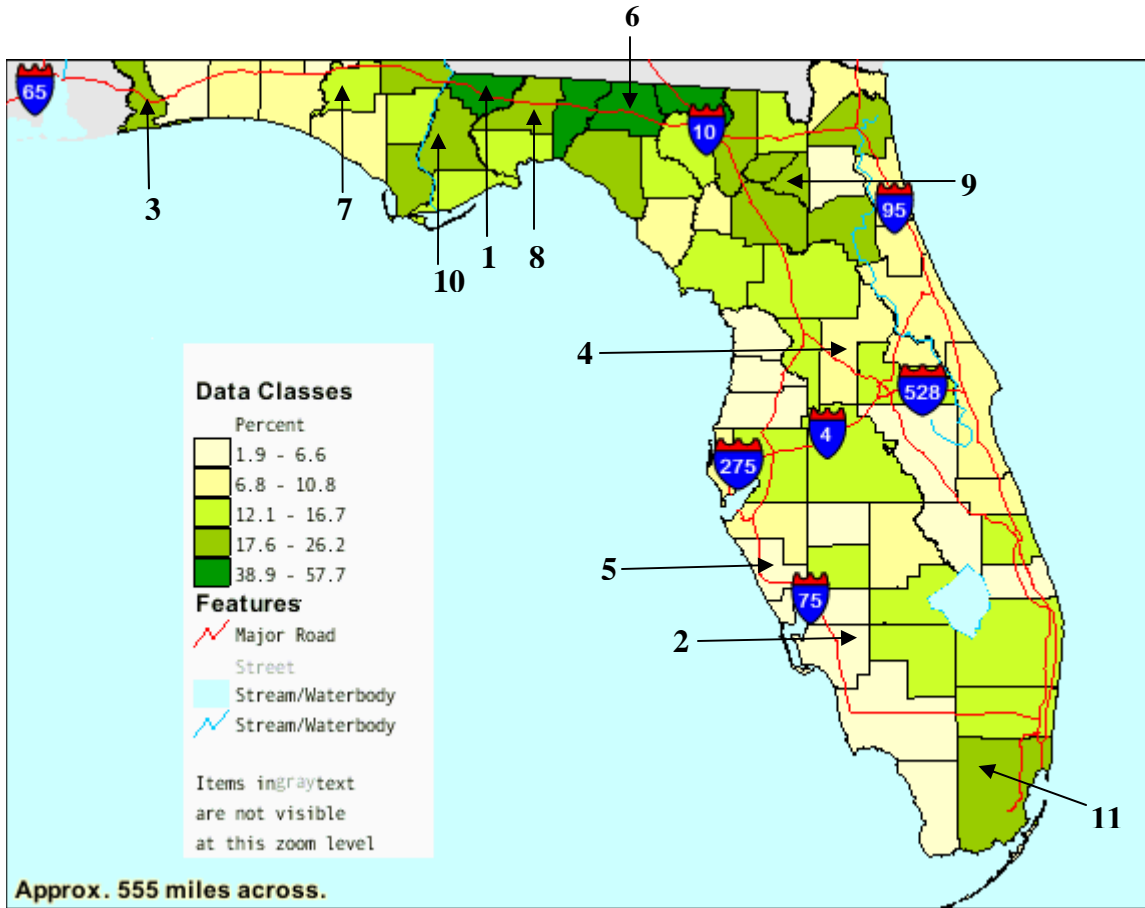 6
65
10
3
7
9
1
8
10
95
4
528
4
275
5
75
2
11
Data Classes
Percent
1.9 - 6.6
6.8 - 10.8
12.1 - 16.7
17.6 - 26.2
38.9 - 57.7
Features
Major Road
Street
Stream/Waterbody
Stream/Waterbody
Items in gray text
are not visible
at this zoom level
Approx. 555 miles across.